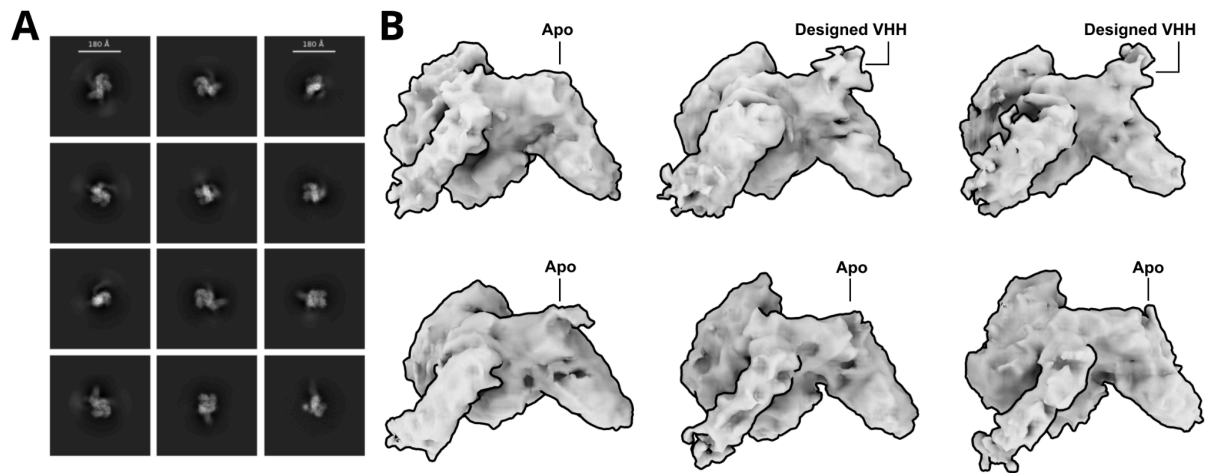 A
B
180 Å
180 Å
Apo
Designed VHH
Designed VHH
Apo
Apo
Apo